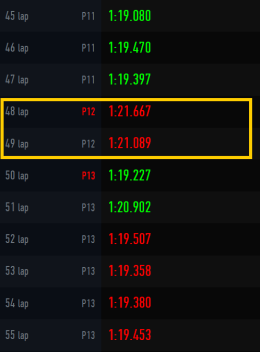 45 lap P11 1:19.080
46 lap P11 1:19.470
47 lap P11 1:19.397
48 lap P12 1:21.667
49 lap P12 1:21.089
50 lap P13 1:19.227
51 lap P13 1:20.902
52 lap P13 1:19.507
53 lap P13 1:19.358
54 lap P13 1:19.380
55 lap P13 1:19.453